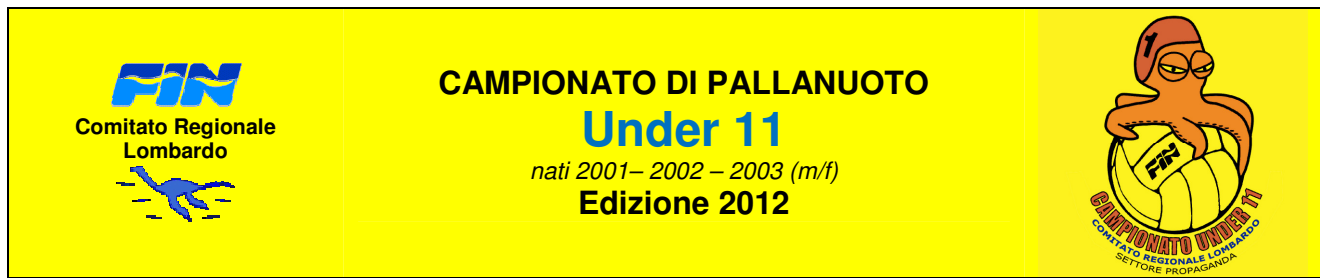 FIN
Comitato Regionale
Lombardo
CAMPIONATO DI PALLANUOTO
Under 11
nati 2001– 2002 – 2003 (m/f)
Edizione 2012
1
FIN
CAMPIONATO UNDER 11
COMITATO REGIONALE LOMBARDO
SETTORE PROPAGANDA